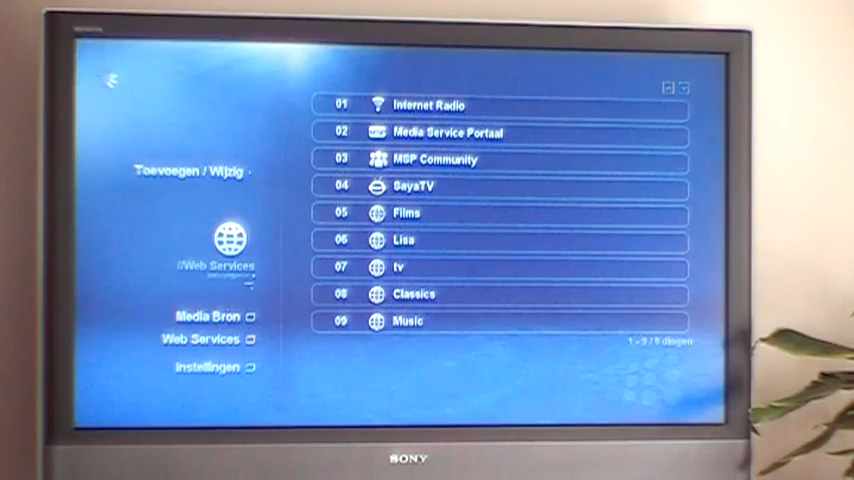 Toevoegen / Wijzig
//Web Services
Media Bron
Web Services
Instellingen
01 Internet Radio
02 Media Service Portaal
03 MSP Community
04 SayaTV
05 Films
06 Lisa
07 tv
08 Classics
09 Music
1 - 9 / 9 dingen
SONY